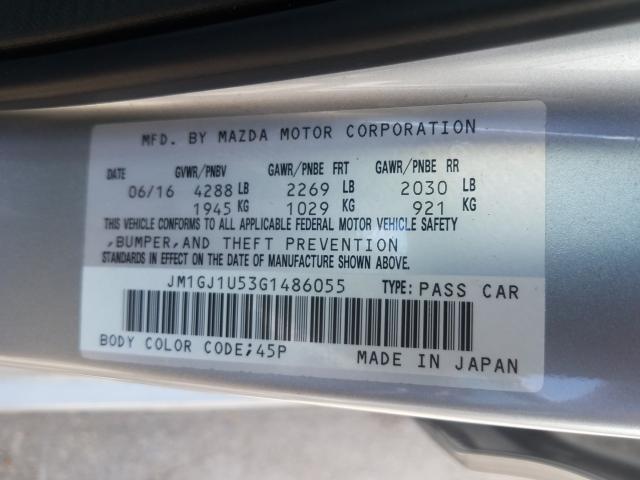 MFD. BY MAZDA MOTOR CORPORATION
DATE GVWR/PNBV GAWR/PNBE FRT GAWR/PNBE RR
06/16 4288 LB 2269 LB 2030 LB
1945 KG 1029 KG 921 KG
THIS VEHICLE CONFORMS TO ALL APPLICABLE FEDERAL MOTOR VEHICLE SAFETY
,BUMPER,AND THEFT PREVENTION
STANDARDS IN EFFECT ON THE DATE OF MANUFACTURE SHOWN ABOVE.
JM1GJ1U53G1486055 TYPE: PASS CAR
BODY COLOR CODE;45P MADE IN JAPAN